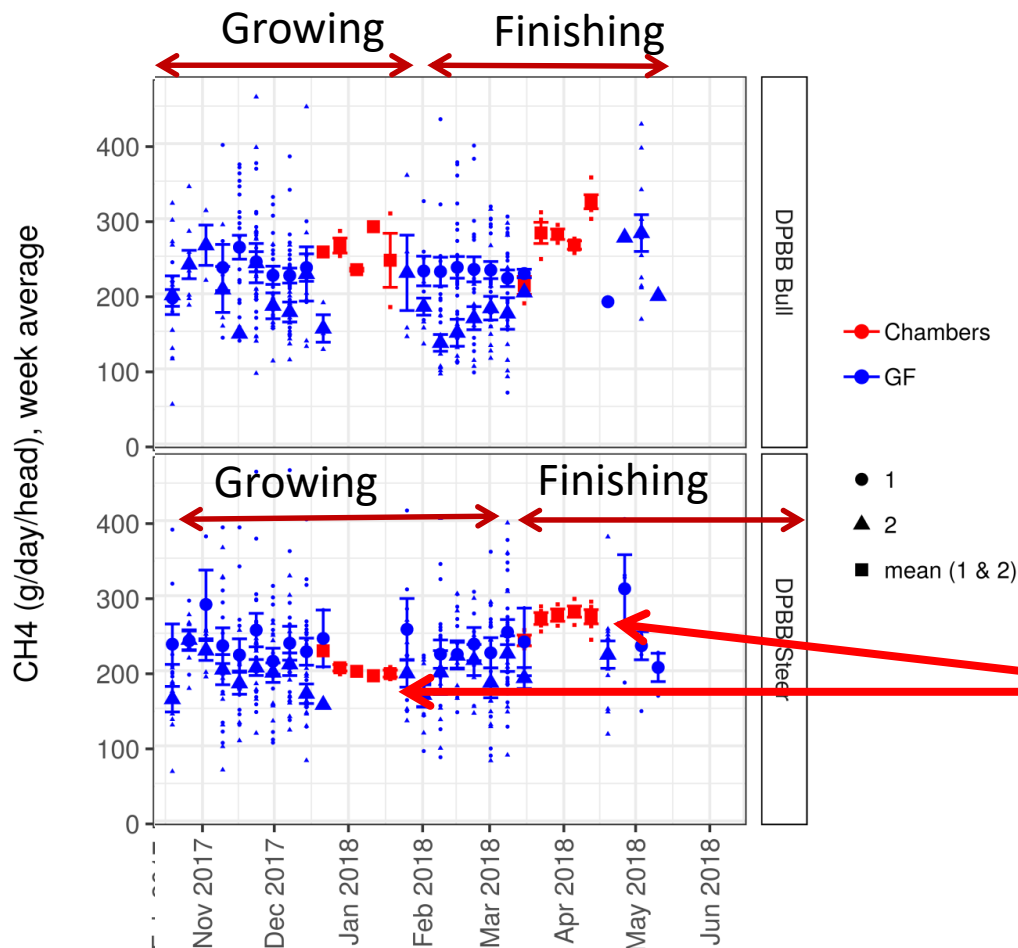 Growing
Finishing
400
300
200
100
0
DPBB Bull
Growing
Finishing
400
300
200
100
0
DPBB Steer
CH4 (g/day/head), week average
Nov 2017
Dec 2017
Jan 2018
Feb 2018
Mar 2018
Apr 2018
May 2018
Jun 2018
Chambers
GF
1
2
mean (1 & 2)